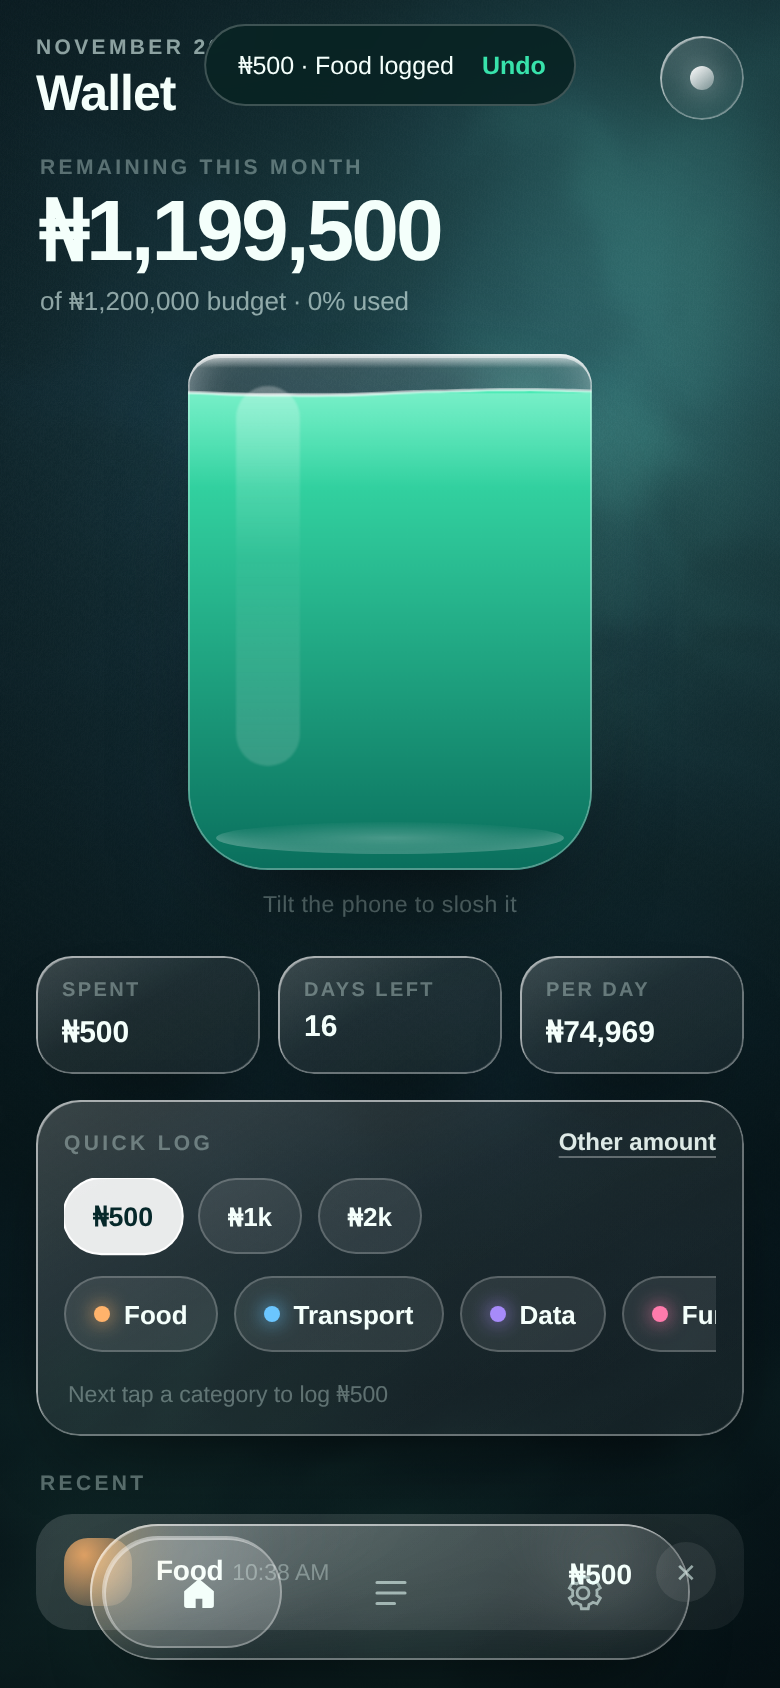 NOVEMBER
₦500 · Food logged Undo
Wallet
REMAINING THIS MONTH
₦1,199,500
of ₦1,200,000 budget · 0% used
Tilt the phone to slosh it
SPENT
₦500
DAYS LEFT
16
PER DAY
₦74,969
QUICK LOG
Other amount
₦500
₦1k
₦2k
Food
Transport
Data
Next tap a category to log ₦500
RECENT
Food 10:38 AM
₦500